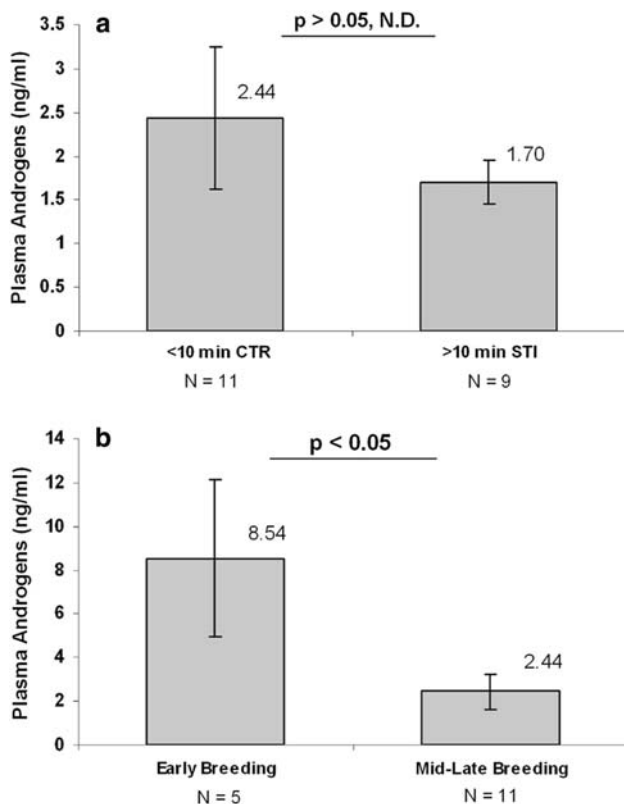 a
p > 0.05, N.D.
3.5
3
2.5
2
1.5
1
0.5
0
Plasma Androgens (ng/ml)
2.44
1.70
<10 min CTR >10 min STI
N = 11 N = 9
b
p < 0.05
14
12
10
8
6
4
2
0
Plasma Androgens (ng/ml)
8.54
2.44
Early Breeding Mid-Late Breeding
N = 5 N = 11